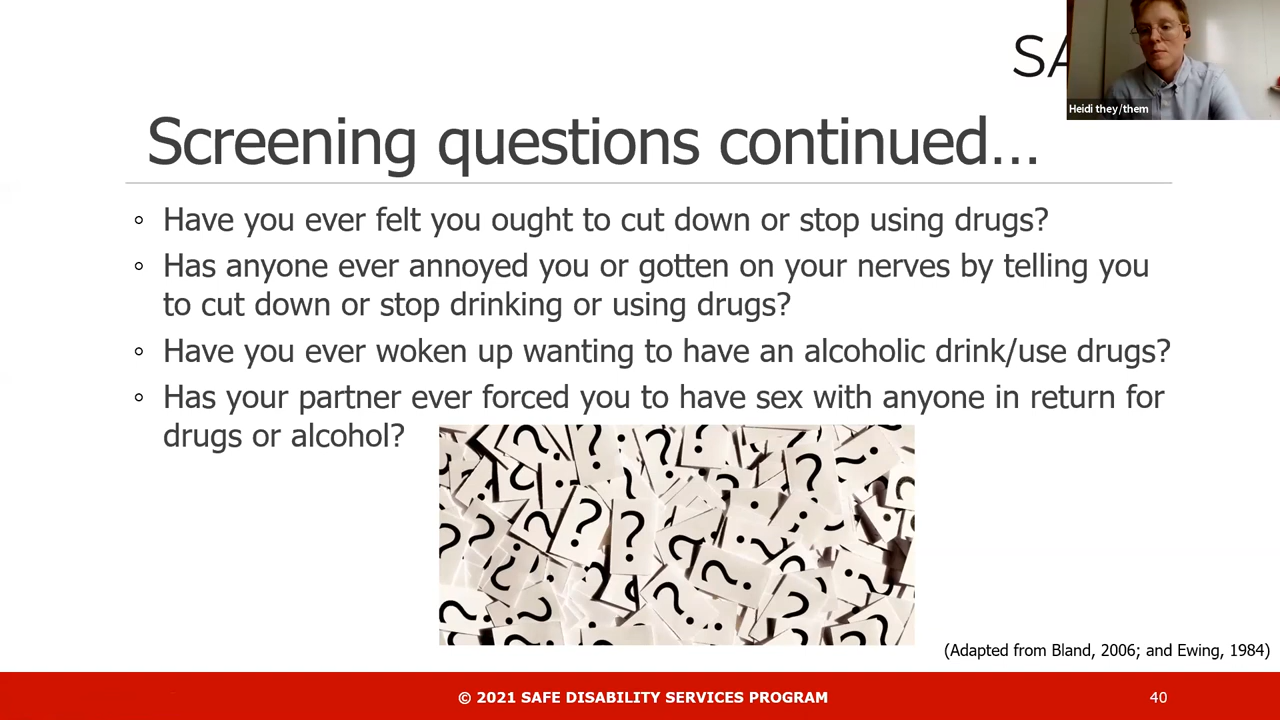 SA
Heidi they/them
Screening questions continued...
Have you ever felt you ought to cut down or stop using drugs?
Has anyone ever annoyed you or gotten on your nerves by telling you
to cut down or stop drinking or using drugs?
Have you ever woken up wanting to have an alcoholic drink/use drugs?
Has your partner ever forced you to have sex with anyone in return for
drugs or alcohol?
(Adapted from Bland, 2006; and Ewing, 1984)
© 2021 SAFE DISABILITY SERVICES PROGRAM
40